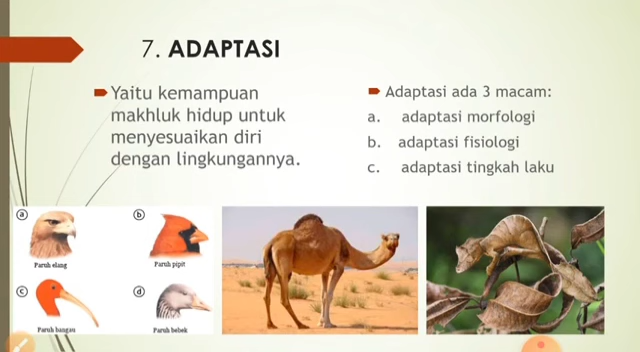 7. ADAPTASI
Yaitu kemampuan
makhluk hidup untuk
menyesuaikan diri
dengan lingkungannya.
Adaptasi ada 3 macam:
a. adaptasi morfologi
b. adaptasi fisiologi
c. adaptasi tingkah laku
a
Paruh elang
b
Paruh pipit
c
Paruh bangau
d
Paruh bebek